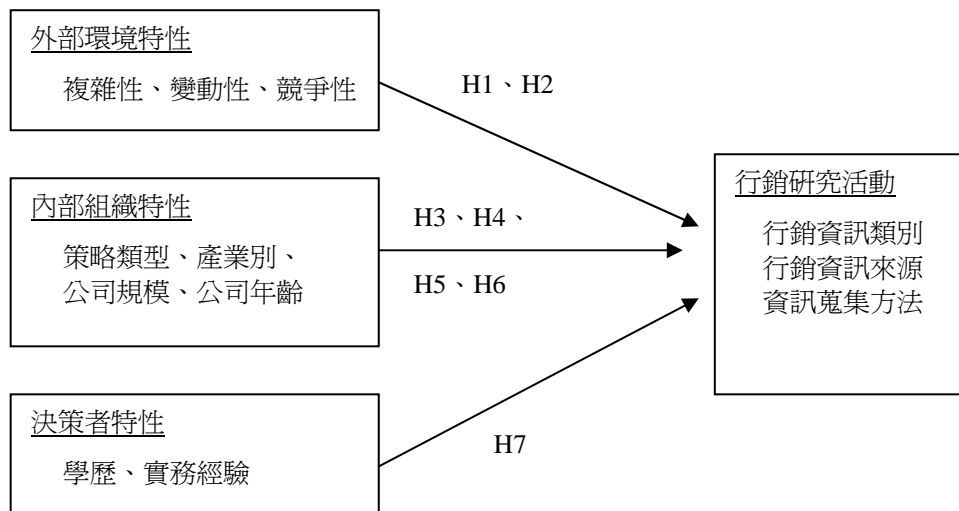 外部環境特性
複雜性、變動性、競爭性
H1、H2
內部組織特性
策略類型、產業別、
公司規模、公司年齡
H3、H4、
H5、H6
行銷研究活動
行銷資訊類別
行銷資訊來源
資訊蒐集方法
決策者特性
學歷、實務經驗
H7